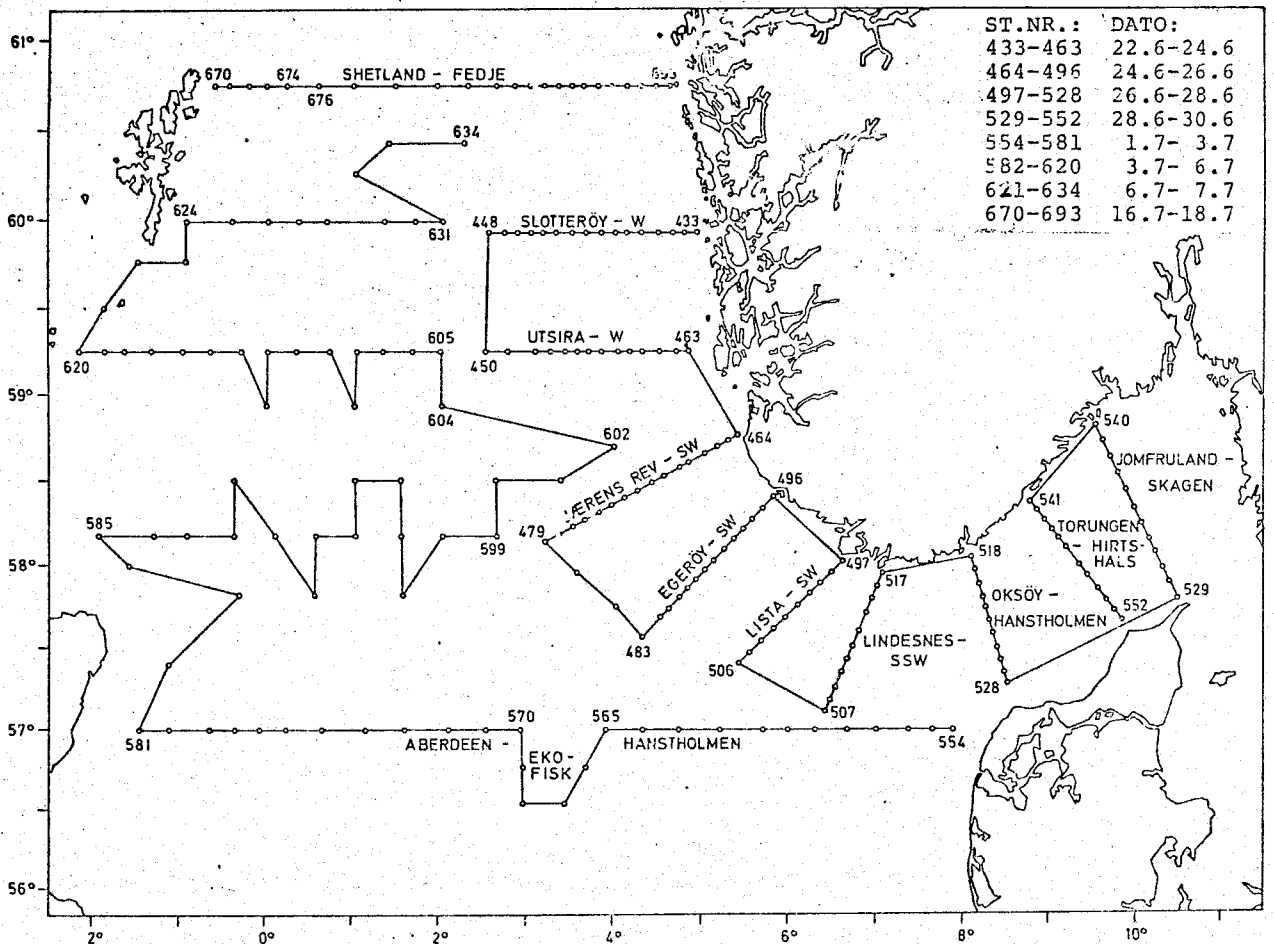 ST.NR.: DATO:
433-463 22.6-24.6
464-496 24.6-26.6
497-528 26.6-28.6
529-552 28.6-30.6
554-581 1.7- 3.7
582-620 3.7- 6.7
621-634 6.7- 7.7
670-693 16.7-18.7
61°
670 674 SHETLAND - FEDJE 693
676
634
60°
624 631 448 SLOTTERÖY - W 433
605 UTSIRA - W 463
620 450
59°
604
602 464 540
JÆRENS REV - SW
JOMFRULAND -
SKAGEN
496
541
585 479
599
EGERÖY - SW
TORUNGEN
- HIRTS-
HALS
518
58°
497 517
LISTA - SW
OKSÖY -
HANSTHOLMEN
552 529
483
LINDESNES -
SSW
506
528
507
57°
581 570 565 554
ABERDEEN - EKO-
FISK HANSTHOLMEN
56°
2° 0° 2° 4° 6° 8° 10°